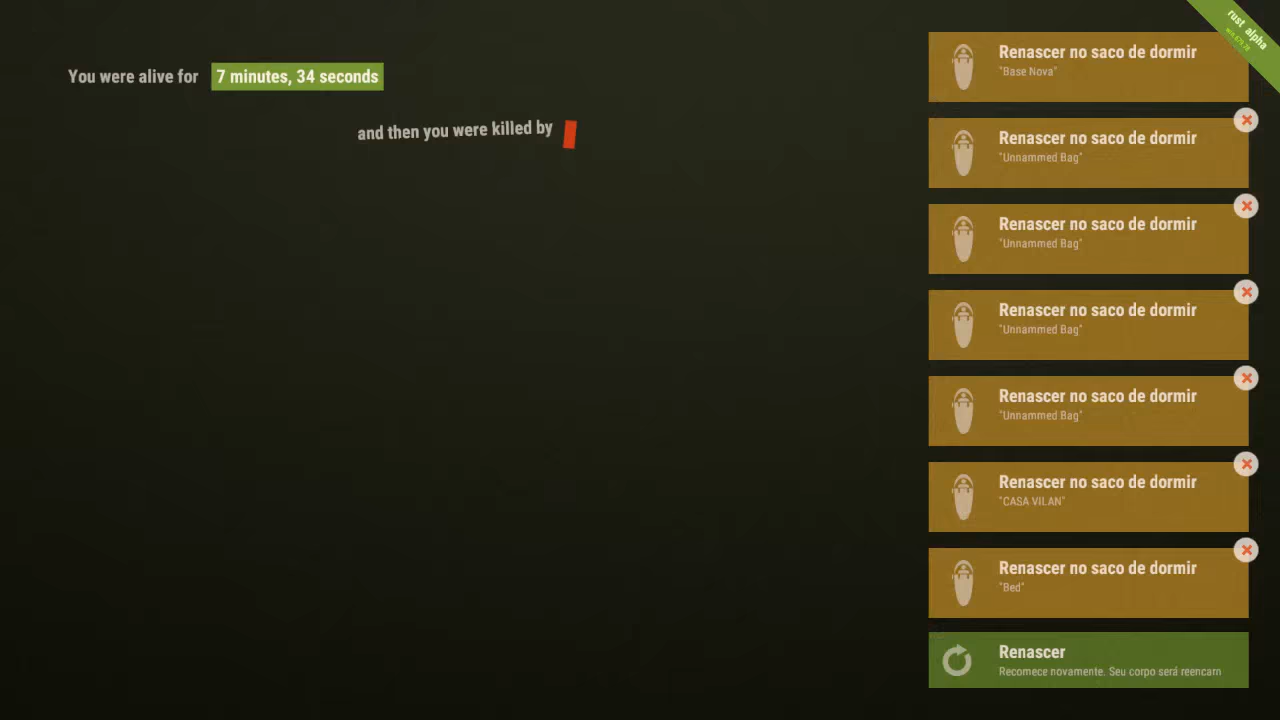 You were alive for 7 minutes, 34 seconds
and then you were killed by
rust alpha
Renascer no saco de dormir
"Base Nova"
Renascer no saco de dormir
"Unnammed Bag"
Renascer no saco de dormir
"Unnammed Bag"
Renascer no saco de dormir
"Unnammed Bag"
Renascer no saco de dormir
"Unnammed Bag"
Renascer no saco de dormir
"CASA VILAN"
Renascer no saco de dormir
"Bed"
Renascer
Recomece novamente. Seu corpo será reencarn